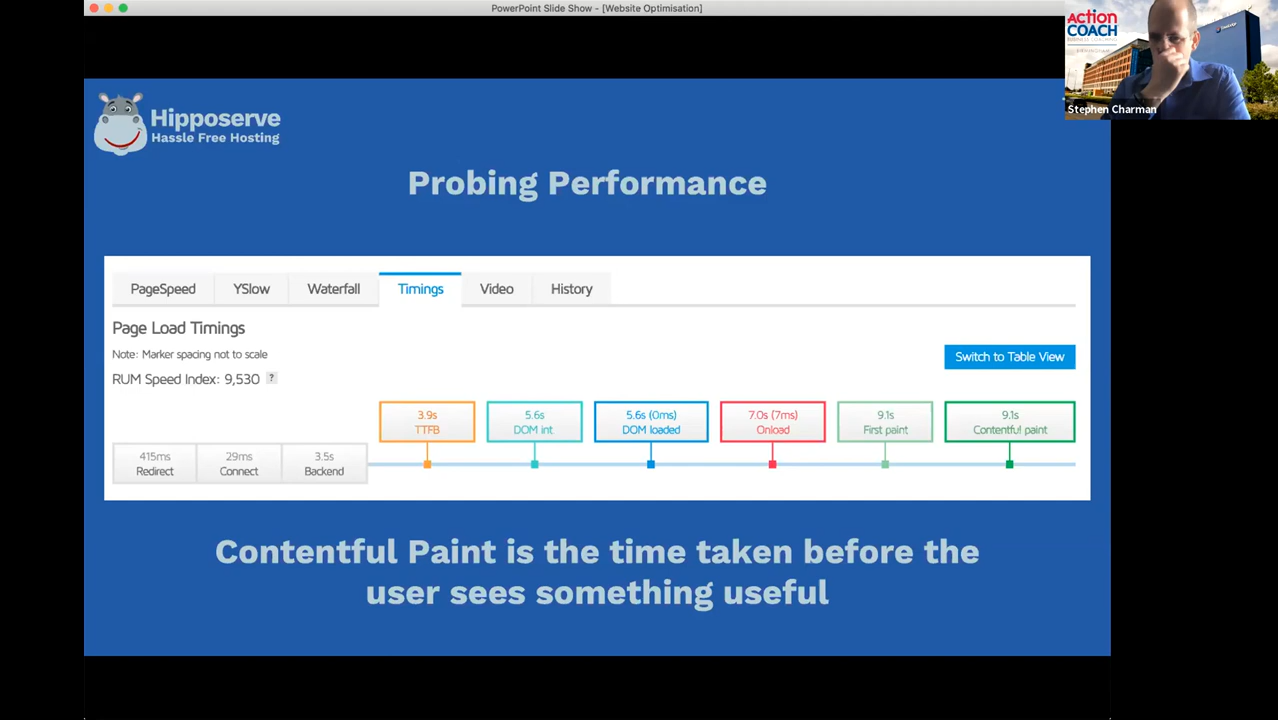 PowerPoint Slide Show - [Website Optimisation]
ACTION
COACH
Stephen Charman
Hipposerve
Hassle Free Hosting
Probing Performance
PageSpeed YSlow Waterfall Timings Video History
Page Load Timings
Note: Marker spacing not to scale
Switch to Table View
RUM Speed Index: 9,530 ?
3.9s 5.6s 5.6s (0ms) 7.0s (7ms) 9.1s 9.1s
TTFB DOM int. DOM loaded Onload First paint Contentful paint
415ms 29ms 3.5s
Redirect Connect Backend
Contentful Paint is the time taken before the
user sees something useful